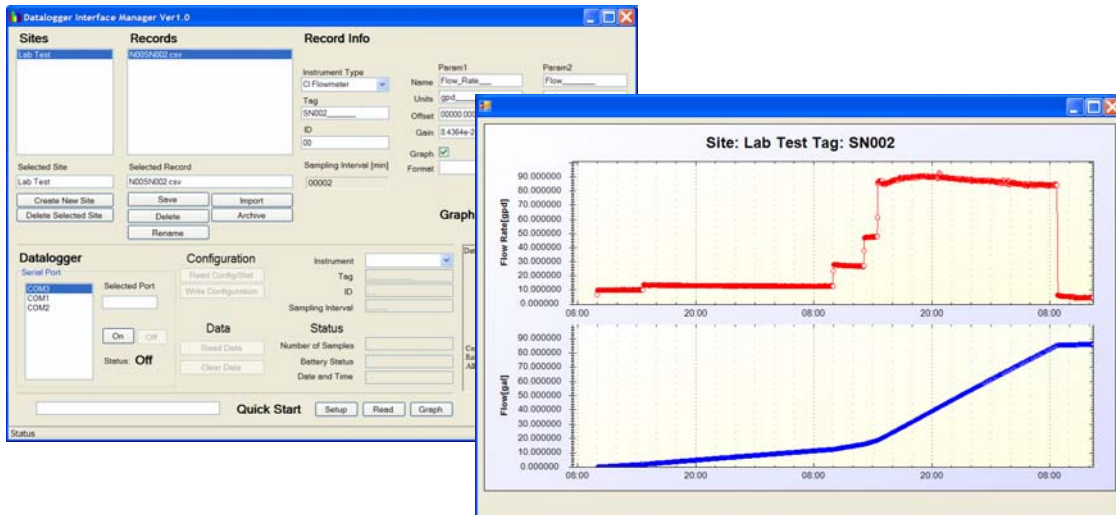 Datalogger Interface Manager Ver1.0
Sites
Records
Record Info
Lab Test
N00SN002.csv
Instrument Type
CI Flowmeter
Tag
SN002______
ID
00
Sampling Interval [min]
00002
Param1
Param2
Name
Flow_Rate___
Flow________
Units
gpd
Offset
Gain
Graph
Format
Selected Site
Lab Test
Selected Record
N00SN002.csv
Create New Site
Delete Selected Site
Save
Import
Delete
Archive
Rename
Graph
Datalogger
Serial Port
COM3
COM1
COM2
Selected Port
On
Off
Status: Off
Configuration
Read Config/Stat
Write Configuration
Data
Read Data
Clear Data
Instrument
Tag
ID
Sampling Interval
Status
Number of Samples
Battery Status
Date and Time
Quick Start
Setup
Read
Graph
Status
Site: Lab Test Tag: SN002
Flow Rate[gpd]
90.000000
80.000000
70.000000
60.000000
50.000000
40.000000
30.000000
20.000000
10.000000
0.000000
08:00
20:00
08:00
20:00
08:00
Flow[gal]
90.000000
80.000000
70.000000
60.000000
50.000000
40.000000
30.000000
20.000000
10.000000
0.000000
08:00
20:00
08:00
20:00
08:00